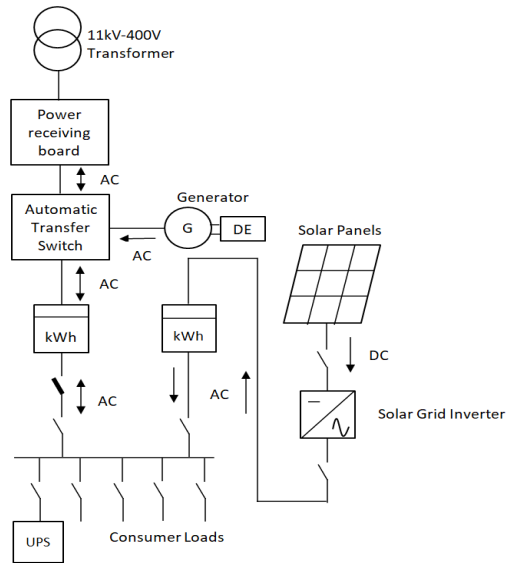 11kV-400V
Transformer
Power
receiving
board
AC
Generator
Automatic
Transfer
Switch
G
DE
AC
Solar Panels
AC
kWh
kWh
DC
AC
AC
Solar Grid Inverter
UPS
Consumer Loads